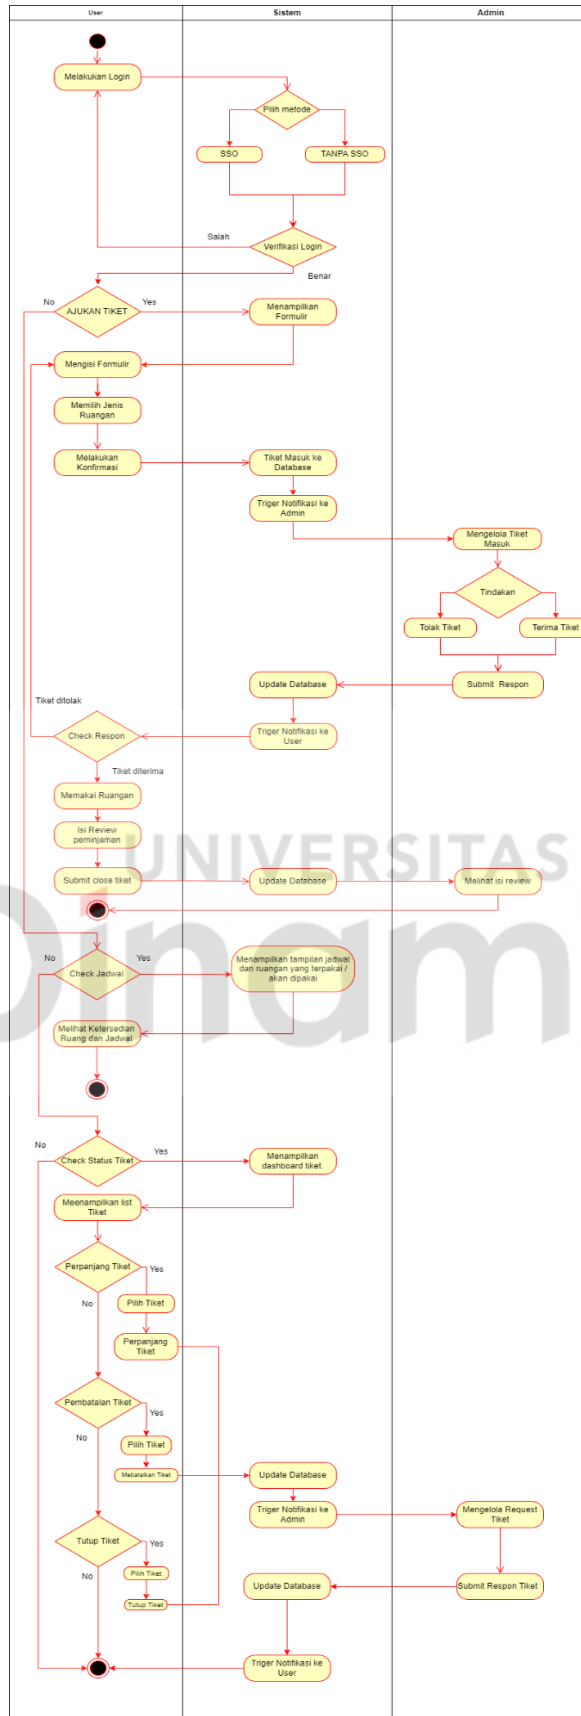 User
Sistem
Admin
Melakukan Login
Pilih metode
SSO
TANPA SSO
Salah
Verifikasi Login
Benar
No
AJUKAN TIKET
Yes
Menampilkan
Formulir
Mengisi Formulir
Memilih Jenis
Ruangan
Melakukan
Konfirmasi
Tiket Masuk ke
Database
Triger Notifikasi ke
Admin
Mengelola Tiket
Masuk
Tindakan
Tolak Tiket
Terima Tiket
Update Database
Submit Respon
Tiket ditolak
Check Respon
Triger Notifikasi ke
User
Tiket diterima
Memakai Ruangan
Isi Review
peminjaman
UNIVERSITAS
Submit close tiket
Update Database
Melihat isi review
Dinam
No
Check Jadwal
Yes
Menampilkan tampilan jadwal
dan ruangan yang terpakai /
akan dipakai
Melihat Ketersedian
Ruang dan Jadwal
No
Check Status Tiket
Yes
Menampilkan
dashboard tiket.
Meenampilkan list
Tiket
Perpanjang Tiket
Yes
No
Pilih Tiket
Perpanjang
Tiket
Pembatalan Tiket
Yes
No
Pilih Tiket
Mebatalkan Tiket
Update Database
Triger Notifikasi ke
Admin
Mengelola Request
Tiket
Tutup Tiket
Yes
No
Pilih Tiket
Tutup Tiket
Update Database
Submit Respon Tiket
Triger Notifikasi ke
User